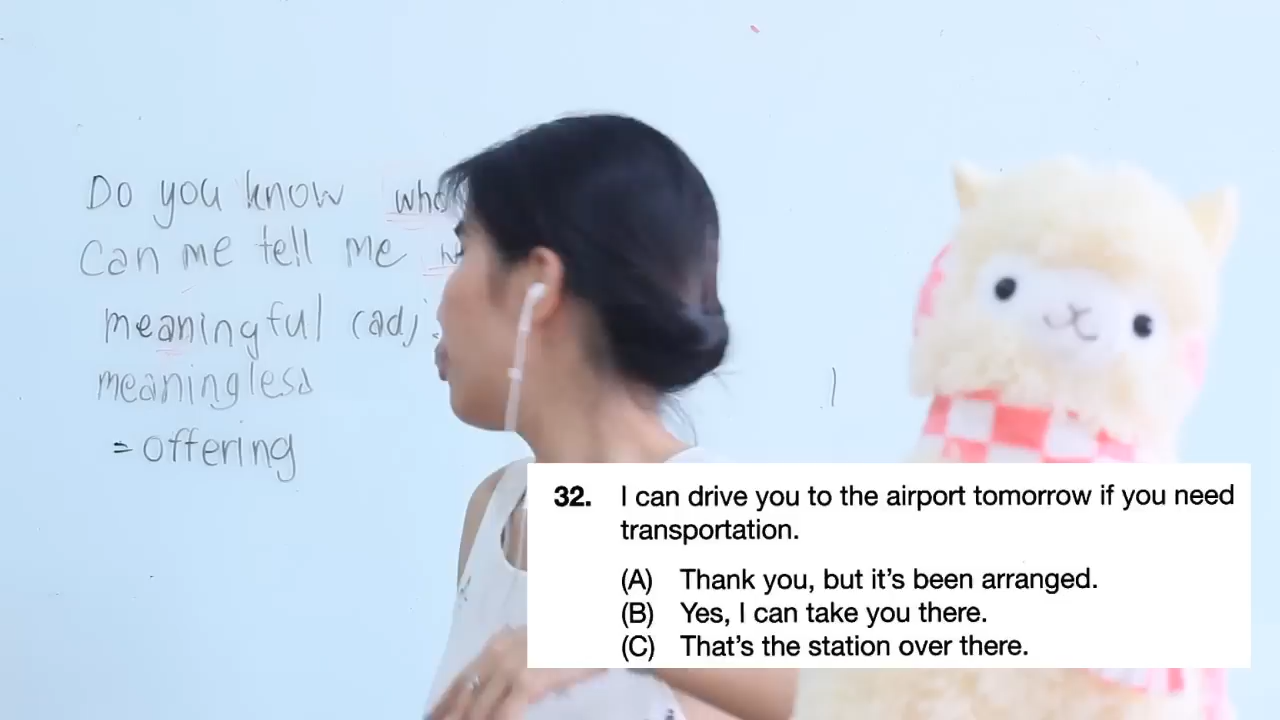 Do you know who
Can me tell me
meaningful (adj.
meaningless
= offering
32. I can drive you to the airport tomorrow if you need
transportation.
(A) Thank you, but it's been arranged.
(B) Yes, I can take you there.
(C) That's the station over there.